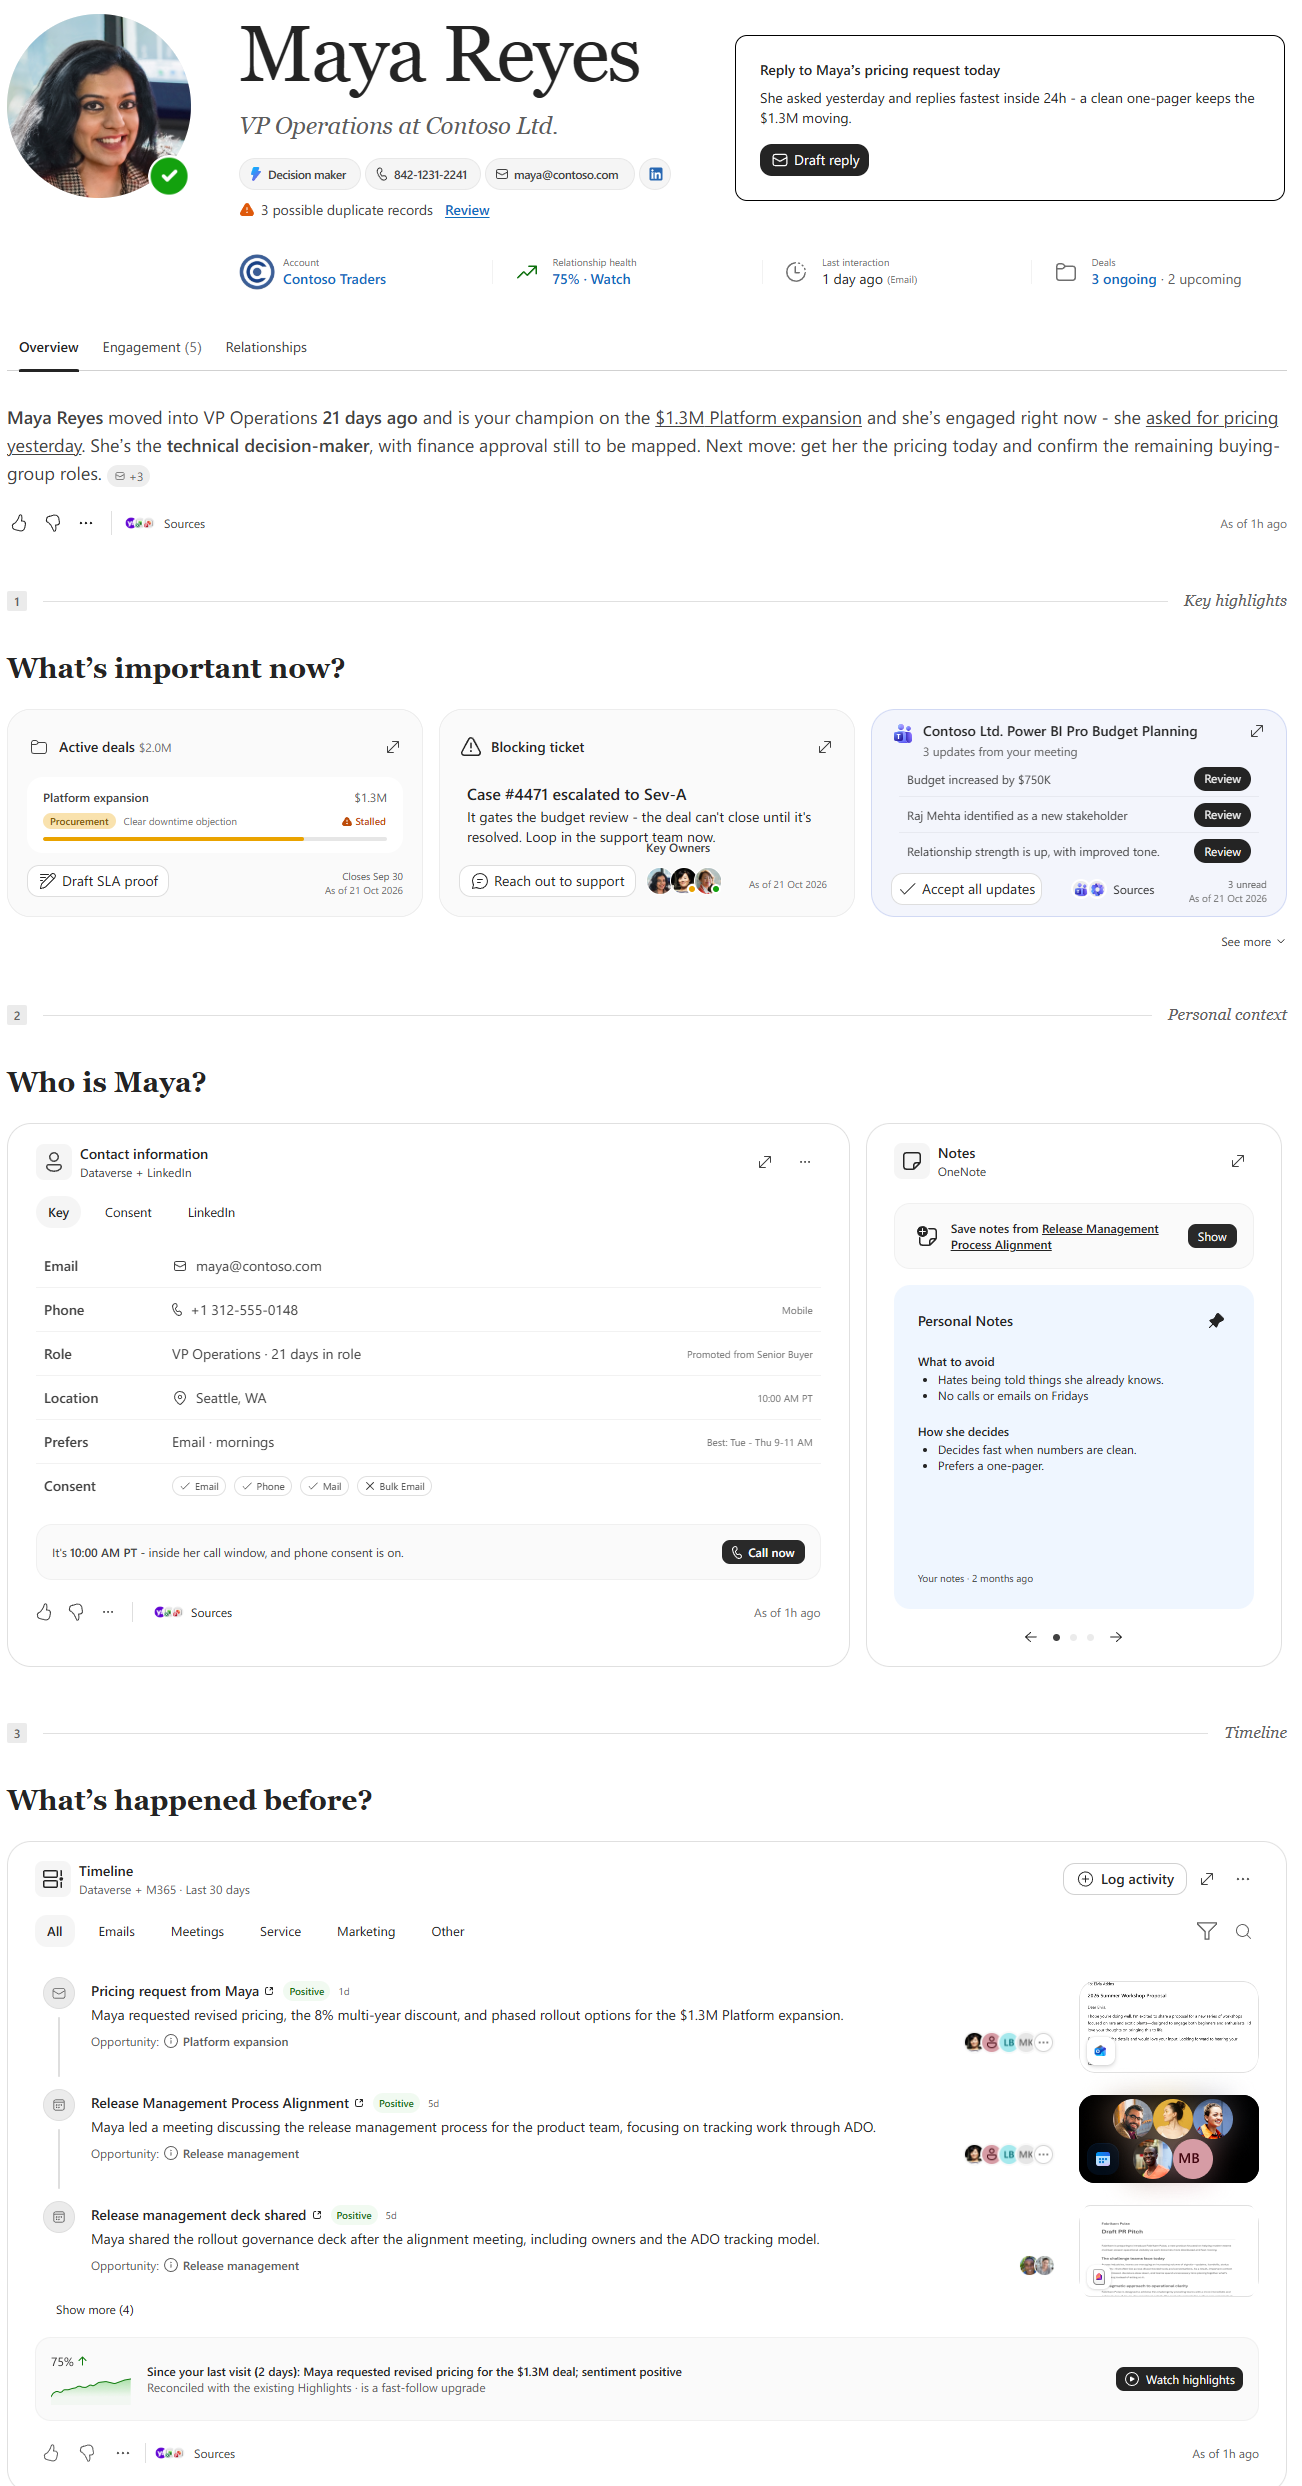 Maya Reyes
VP Operations at Contoso Ltd.
Decision maker
842-1231-2241
maya@contoso.com
3 possible duplicate records Review
Reply to Maya's pricing request today
She asked yesterday and replies fastest inside 24h - a clean one-pager keeps the
$1.3M moving.
Draft reply
Account
Contoso Traders
Relationship health
75% · Watch
Last interaction
1 day ago (Email)
Deals
3 ongoing · 2 upcoming
Overview
Engagement (5)
Relationships
Maya Reyes moved into VP Operations 21 days ago and is your champion on the $1.3M Platform expansion and she's engaged right now - she asked for pricing
yesterday. She's the technical decision-maker, with finance approval still to be mapped. Next move: get her the pricing today and confirm the remaining buying-
group roles. +3
Sources
As of 1h ago
1
Key highlights
What's important now?
Active deals $2.0M
Platform expansion
$1.3M
Procurement
Clear downtime objection
Stalled
Draft SLA proof
Closes Sep 30
As of 21 Oct 2026
Blocking ticket
Case #4471 escalated to Sev-A
It gates the budget review - the deal can't close until it's
resolved. Loop in the support team now.
Key Owners
Reach out to support
As of 21 Oct 2026
Contoso Ltd. Power BI Pro Budget Planning
3 updates from your meeting
Budget increased by $750K
Review
Raj Mehta identified as a new stakeholder
Review
Relationship strength is up, with improved tone.
Review
Accept all updates
Sources
3 unread
As of 21 Oct 2026
See more
2
Personal context
Who is Maya?
Contact information
Dataverse + LinkedIn
Key
Consent
LinkedIn
Email
maya@contoso.com
Phone
+1 312-555-0148
Mobile
Role
VP Operations · 21 days in role
Promoted from Senior Buyer
Location
Seattle, WA
10:00 AM PT
Prefers
Email · mornings
Best: Tue - Thu 9-11 AM
Consent
Email
Phone
Mail
Bulk Email
It's 10:00 AM PT - inside her call window, and phone consent is on.
Call now
Sources
As of 1h ago
Notes
OneNote
Save notes from Release Management
Process Alignment
Show
Personal Notes
What to avoid
• Hates being told things she already knows.
• No calls or emails on Fridays
How she decides
• Decides fast when numbers are clean.
• Prefers a one-pager.
Your notes · 2 months ago
3
Timeline
What's happened before?
Timeline
Dataverse + M365 · Last 30 days
Log activity
All
Emails
Meetings
Service
Marketing
Other
Pricing request from Maya
Positive
1d
Maya requested revised pricing, the 8% multi-year discount, and phased rollout options for the $1.3M Platform expansion.
Opportunity: Platform expansion
LB
MK
2026 Summer Workshop Proposal
Release Management Process Alignment
Positive
5d
Maya led a meeting discussing the release management process for the product team, focusing on tracking work through ADO.
Opportunity: Release management
LB
MK
MB
Release management deck shared
Positive
5d
Maya shared the rollout governance deck after the alignment meeting, including owners and the ADO tracking model.
Opportunity: Release management
Draft PR Pitch
Show more (4)
75%
Since your last visit (2 days): Maya requested revised pricing for the $1.3M deal; sentiment positive
Reconciled with the existing Highlights · is a fast-follow upgrade
Watch highlights
Sources
As of 1h ago